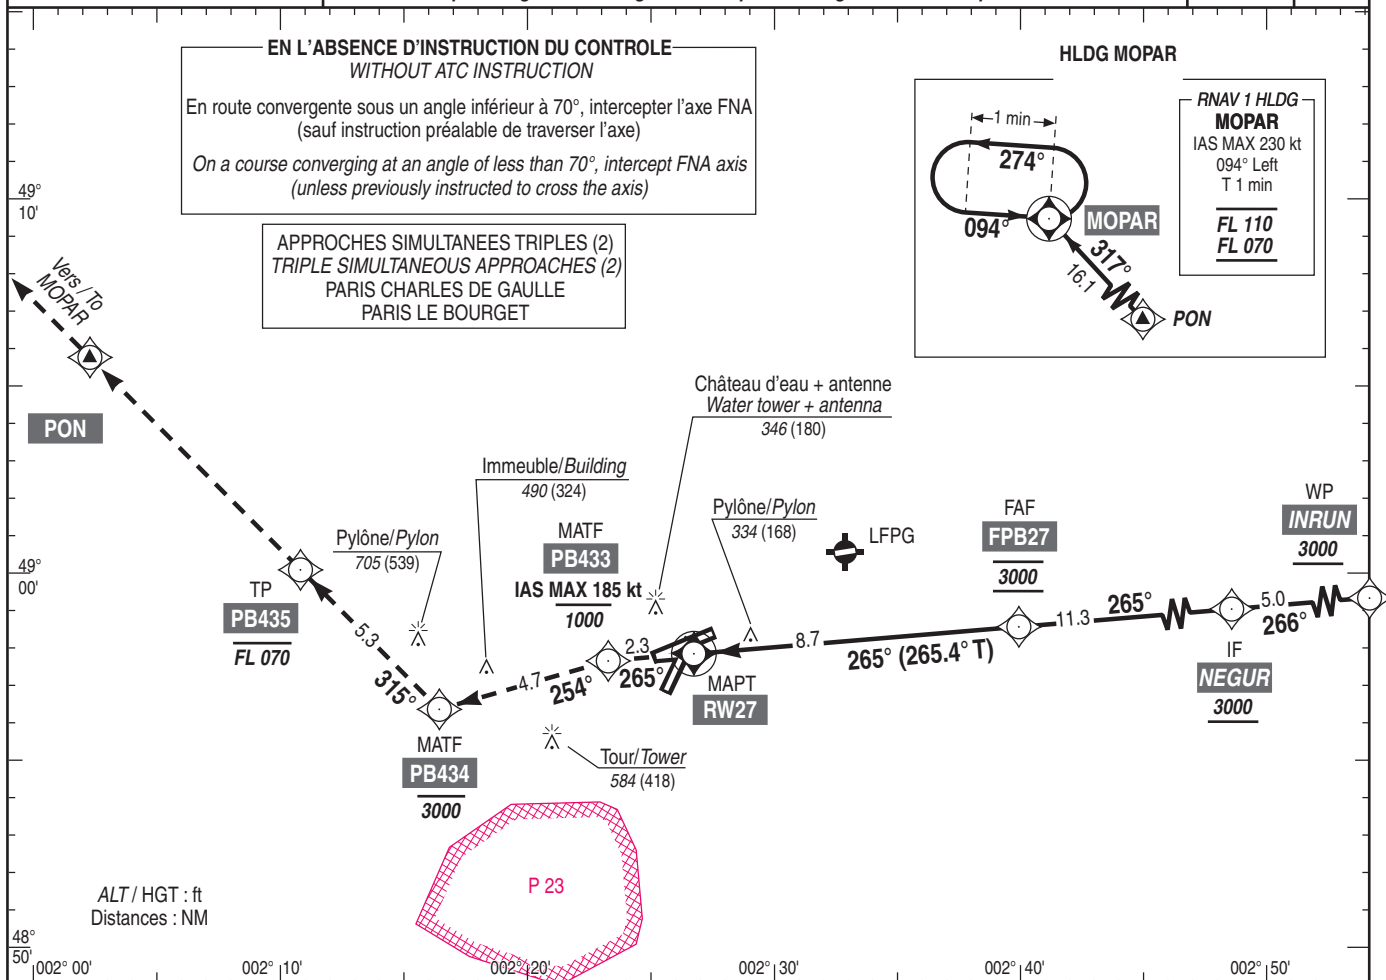 EN L'ABSENCE D'INSTRUCTION DU CONTROLE
WITHOUT ATC INSTRUCTION
En route convergente sous un angle inférieur à 70°, intercepter l'axe FNA
(sauf instruction préalable de traverser l'axe)
On a course converging at an angle of less than 70°, intercept FNA axis
(unless previously instructed to cross the axis)
APPROCHES SIMULTANEES TRIPLES (2)
TRIPLE SIMULTANEOUS APPROACHES (2)
PARIS CHARLES DE GAULLE
PARIS LE BOURGET
HLDG MOPAR
1 min
274°
094°
MOPAR
317°
16.1
PON
RNAV 1 HLDG
MOPAR
IAS MAX 230 kt
094° Left
T 1 min
FL 110
FL 070
49°
10'
Vers / To
MOPAR
PON
Château d'eau + antenne
Water tower + antenna
346 (180)
Immeuble/Building
490 (324)
Pylône/Pylon
334 (168)
Pylône/Pylon
705 (539)
MATF
PB433
IAS MAX 185 kt
1000
LFPG
FAF
FPB27
3000
WP
INRUN
3000
49°
00'
TP
PB435
FL 070
5.3
315°
4.7
254°
2.3
265°
MAPT
RW27
8.7
265° (265.4° T)
11.3
265°
5.0
266°
IF
NEGUR
3000
MATF
PB434
3000
Tour/Tower
584 (418)
P 23
ALT / HGT : ft
Distances : NM
48°
50'
002° 00'
002° 10'
002° 20'
002° 30'
002° 40'
002° 50'